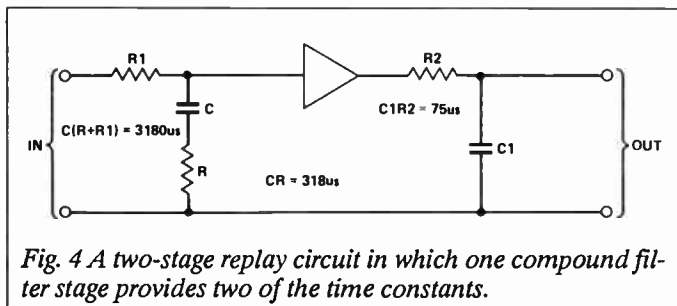 R1
R2
C
C1R2 = 75us
C(R+R1) = 3180us
IN
C1
OUT
R
CR = 318us
Fig. 4 A two-stage replay circuit in which one compound fil-
ter stage provides two of the time constants.